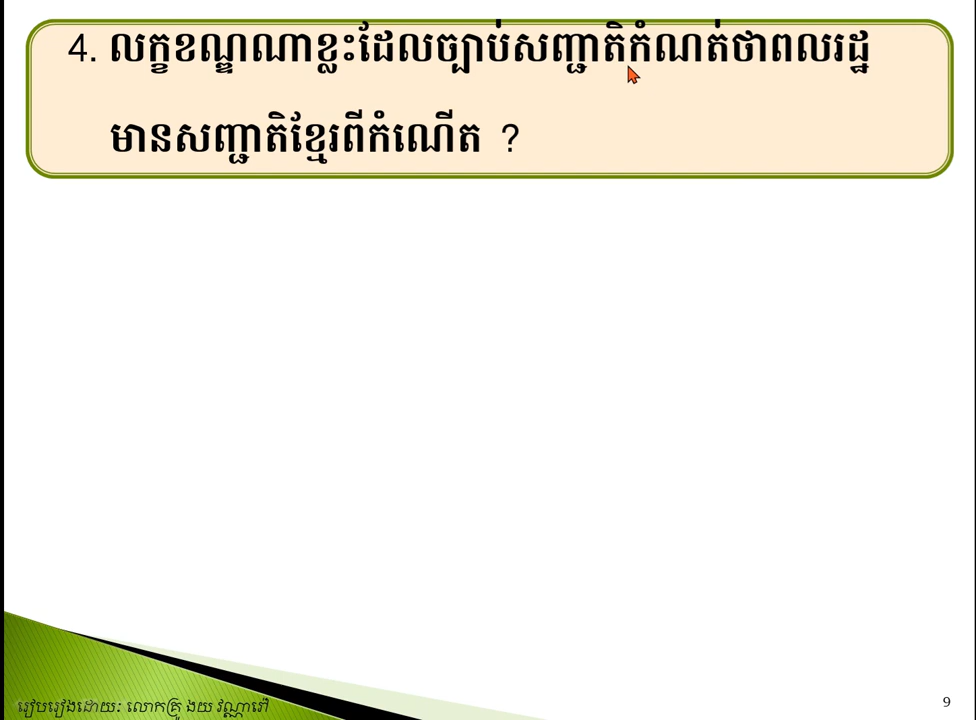 4. លក្ខខណ្ឌណាខ្លះដែលច្បាប់សញ្ជាតិកំណត់ថាពលរដ្ឋ
មានសញ្ជាតិខ្មែរពីកំណើត ?
រៀបរៀងដោយ: លោកគ្រូ ងយ វណ្ណារៅ
9